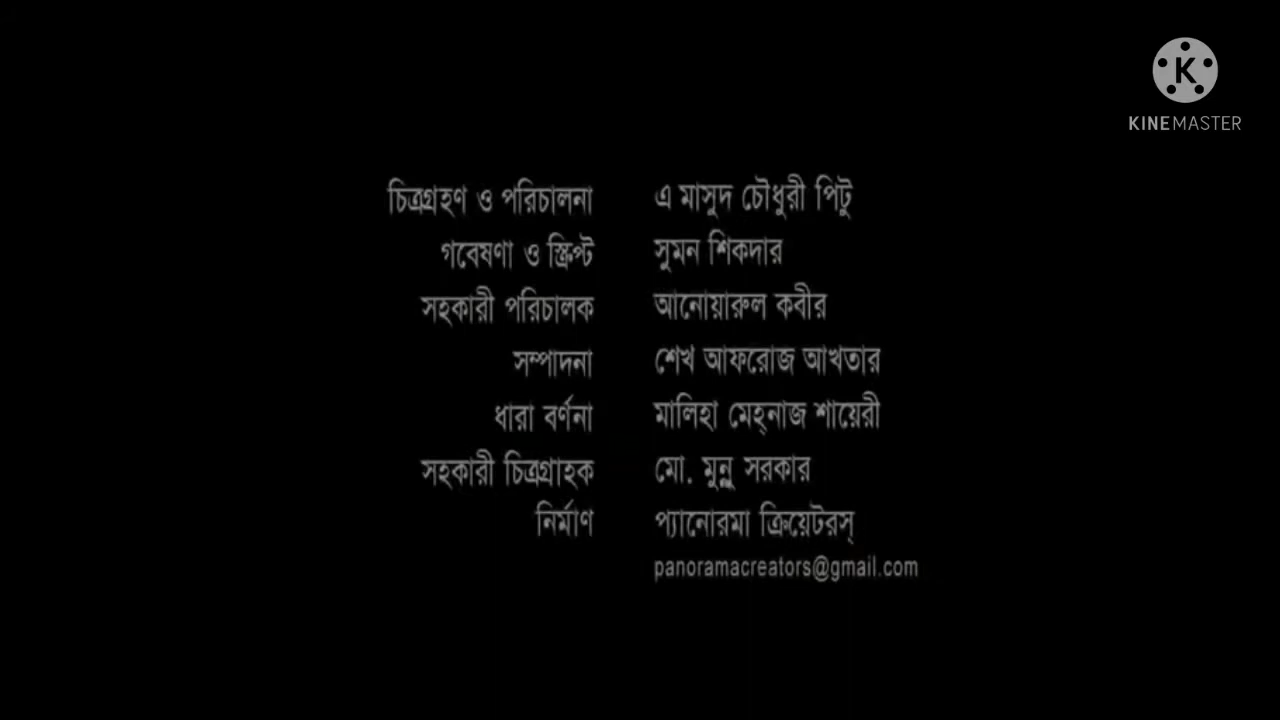 KINEMASTER
চিত্রগ্রহণ ও পরিচালনা এ মাসুদ চৌধুরী পিটু
গবেষণা ও স্ক্রিপ্ট সুমন শিকদার
সহকারী পরিচালক আনোয়ারুল কবীর
সম্পাদনা শেখ আফরোজ আখতার
ধারা বর্ণনা মালিহা মেহ্‌নাজ শায়েরী
সহকারী চিত্রগ্রাহক মো. মুন্নু সরকার
নির্মাণ প্যানোরমা ক্রিয়েটরস্
panoramacreators@gmail.com